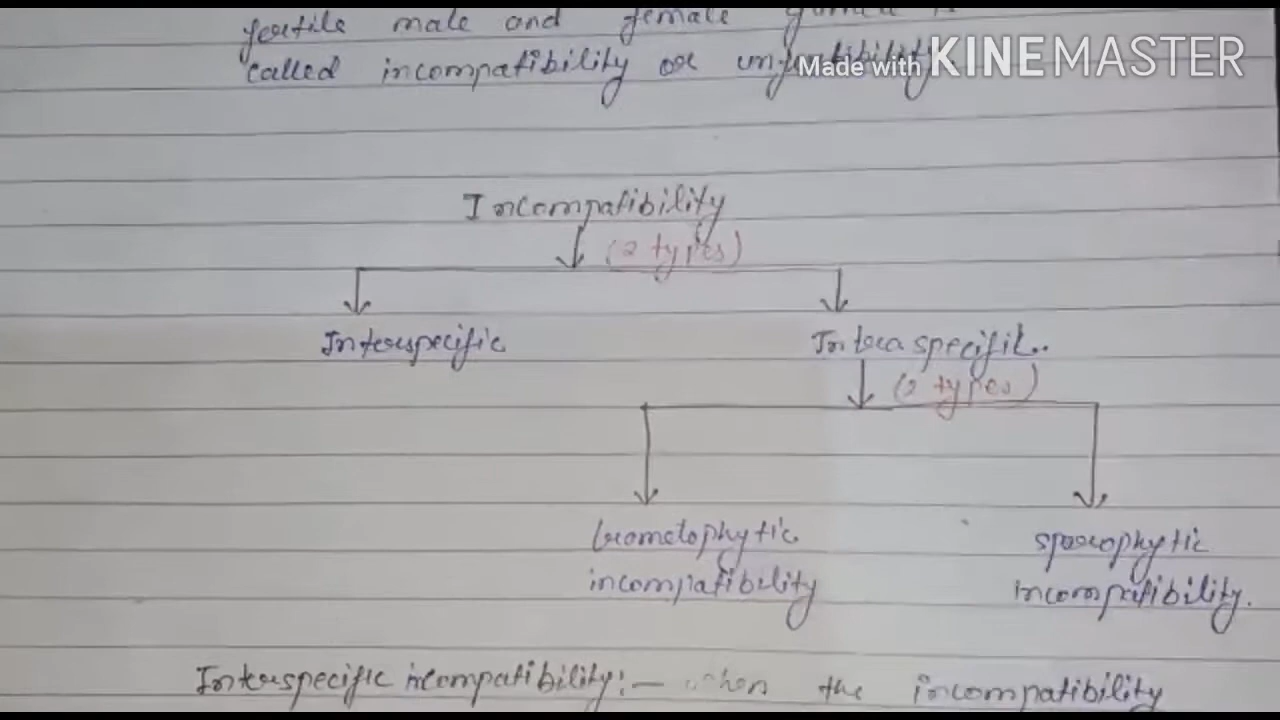 fertile male and female
called incompatibility or
Made with KINEMASTER
Incompatibility
(2 types)
Interspecific
Intraspecific..
(2 types)
Gametophytic
incompatibility
sporophytic
incompatibility.
Interspecific incompatibility:- when the incompatibility